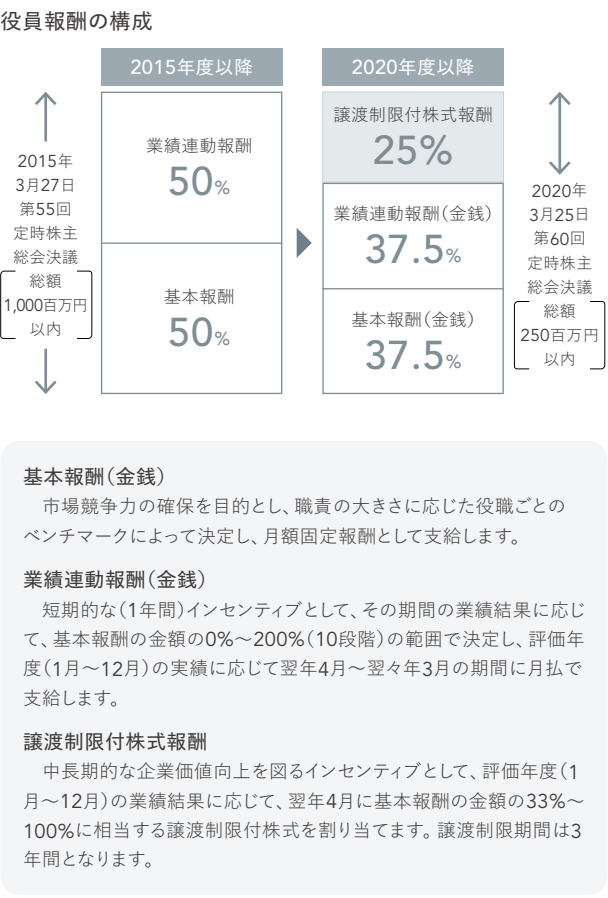 役員報酬の構成
2015年度以降
2020年度以降
2015年
3月27日
第55回
定時株主
総会決議
総額
1,000百万円
以内
業績連動報酬
50%
基本報酬
50%
譲渡制限付株式報酬
25%
業績連動報酬(金銭)
37.5%
基本報酬(金銭)
37.5%
2020年
3月25日
第60回
定時株主
総会決議
総額
250百万円
以内
基本報酬(金銭)
市場競争力の確保を目的とし、職責の大きさに応じた役職ごとの
ベンチマークによって決定し、月額固定報酬として支給します。
業績連動報酬(金銭)
短期的な(1年間)インセンティブとして、その期間の業績結果に応じ
て、基本報酬の金額の0%～200%(10段階)の範囲で決定し、評価年
度(1月～12月)の実績に応じて翌年4月～翌々年3月の期間に月払で
支給します。
譲渡制限付株式報酬
中長期的な企業価値向上を図るインセンティブとして、評価年度(1
月～12月)の業績結果に応じて、翌年4月に基本報酬の金額の33%～
100%に相当する譲渡制限付株式を割り当てます。譲渡制限期間は3
年間となります。